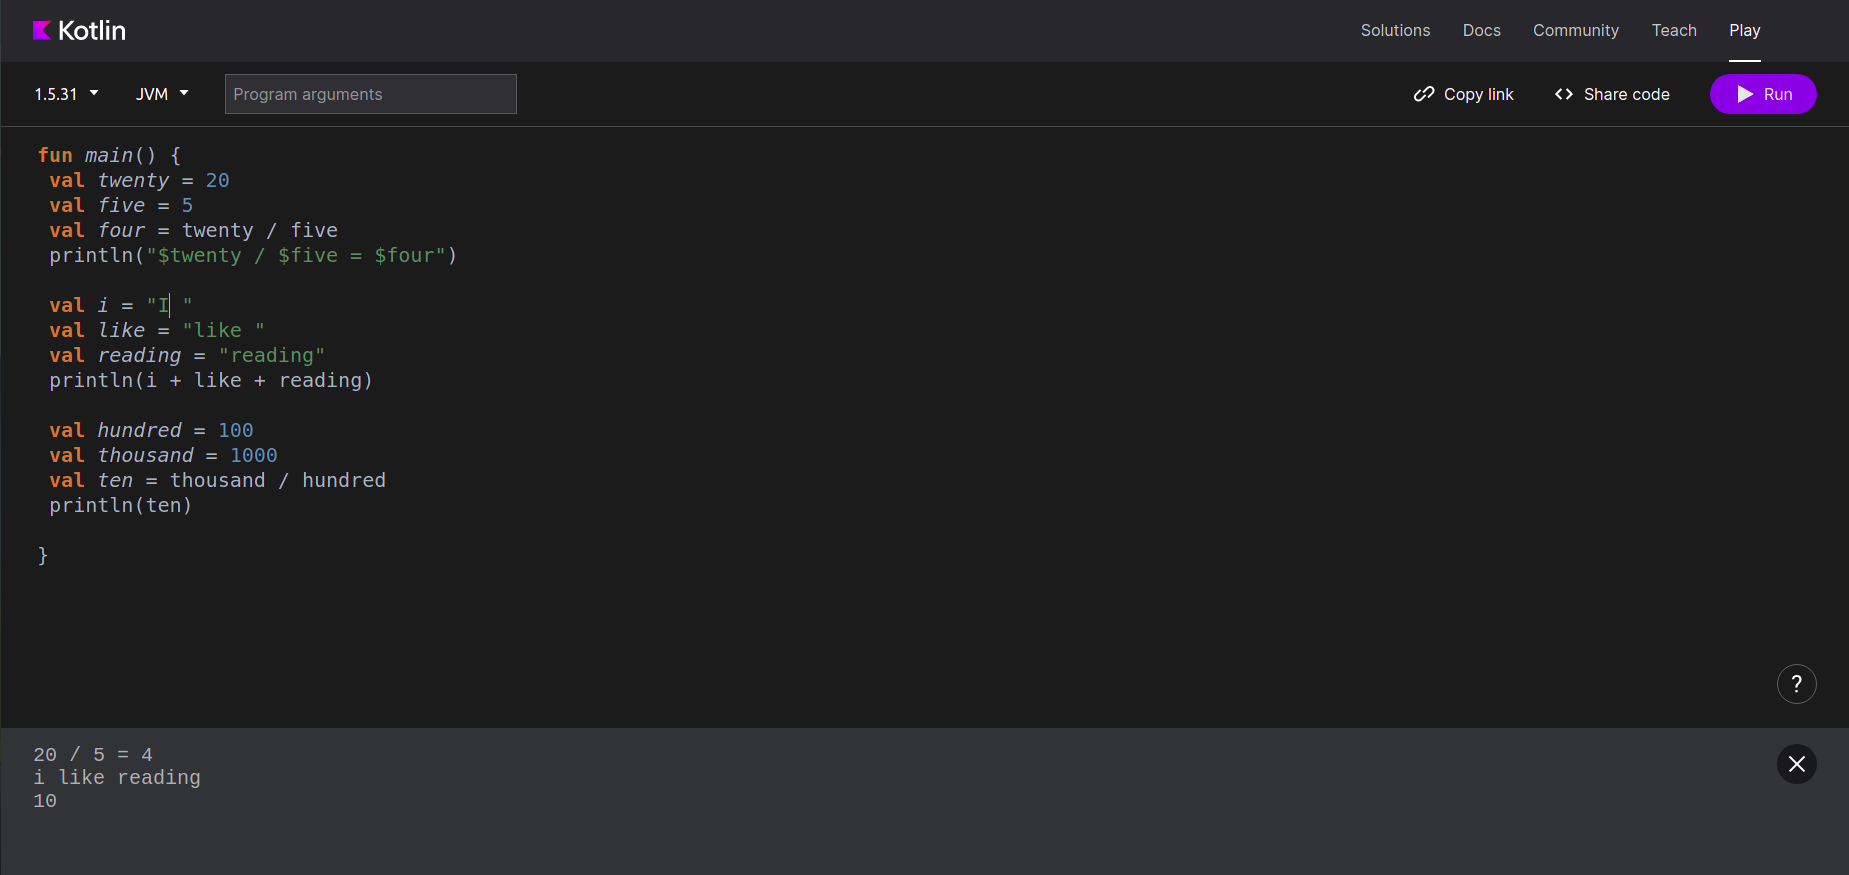 Kotlin
Solutions Docs Community Teach Play
1.5.31 JVM Program arguments Copy link <> Share code Run
fun main() {
 val twenty = 20
 val five = 5
 val four = twenty / five
 println("$twenty / $five = $four")
 val i = "I "
 val like = "like "
 val reading = "reading"
 println(i + like + reading)
 val hundred = 100
 val thousand = 1000
 val ten = thousand / hundred
 println(ten)
}
?
20 / 5 = 4
i like reading
10